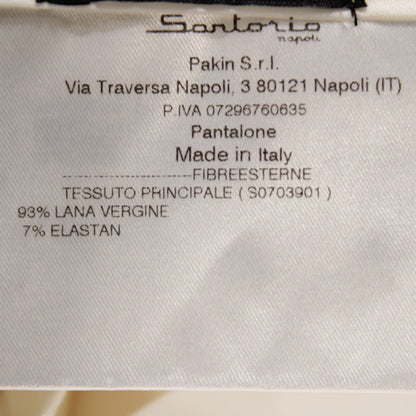 Sartorio
napoli
Pakin S.r.l.
Via Traversa Napoli, 3 80121 Napoli (IT)
P.IVA 07296760635
Pantalone
Made in Italy
--------------------------FIBREESTERNE
TESSUTO PRINCIPALE ( S0703901 )
93% LANA VERGINE
7% ELASTAN